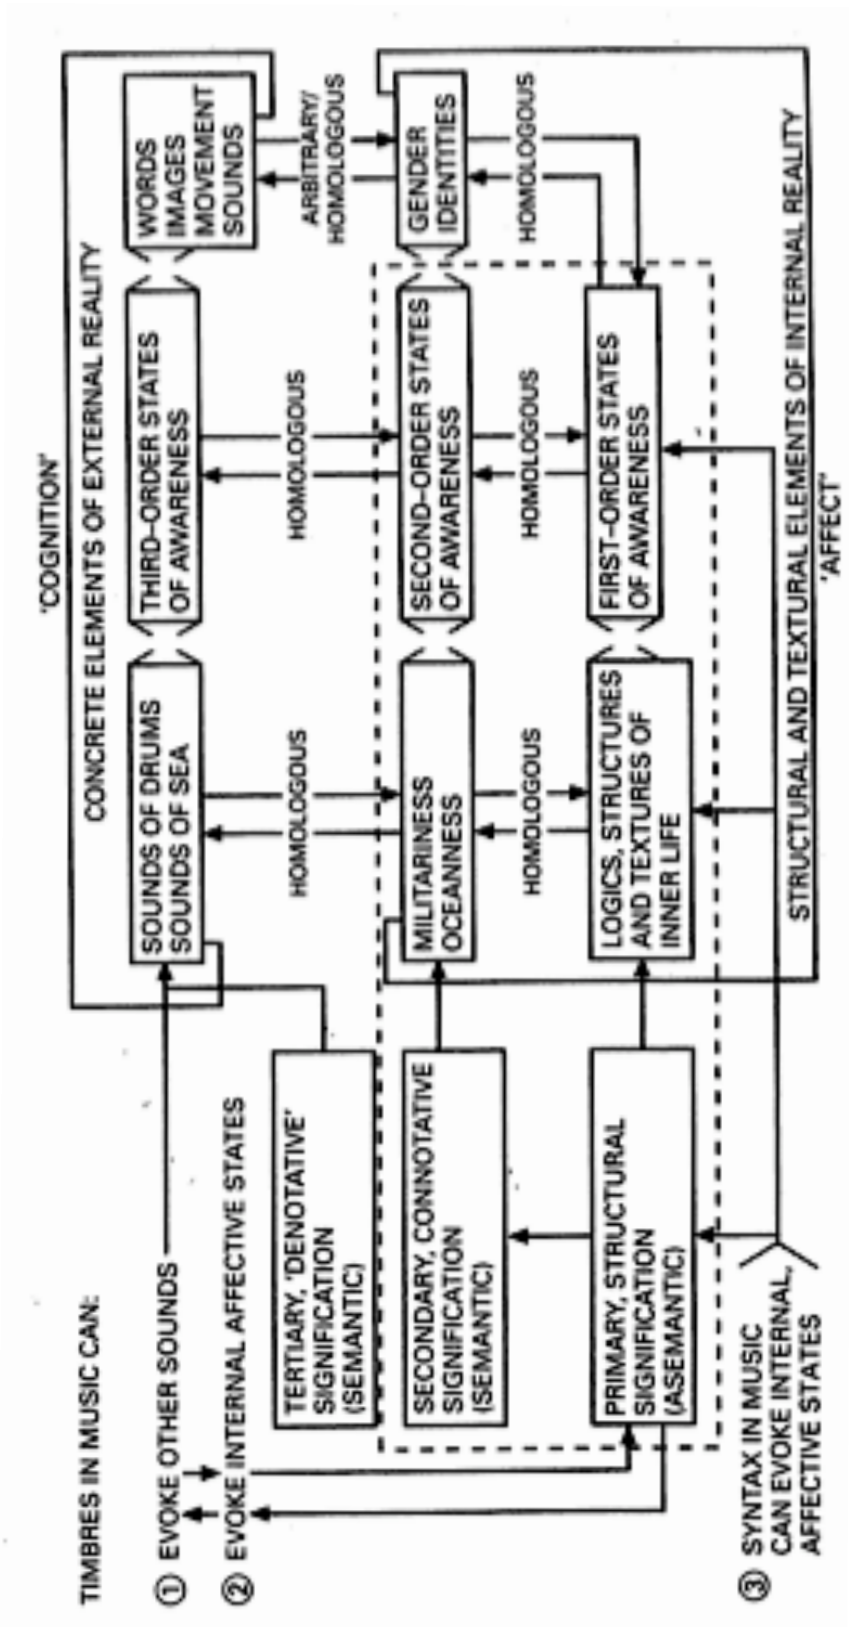 TIMBRES IN MUSIC CAN:
① EVOKE OTHER SOUNDS
② EVOKE INTERNAL AFFECTIVE STATES
'COGNITION'
CONCRETE ELEMENTS OF EXTERNAL REALITY
SOUNDS OF DRUMS
SOUNDS OF SEA
THIRD-ORDER STATES
OF AWARENESS
WORDS
IMAGES
MOVEMENT
SOUNDS
HOMOLOGOUS
HOMOLOGOUS
ARBITRARY/
HOMOLOGOUS
TERTIARY, 'DENOTATIVE'
SIGNIFICATION
(SEMANTIC)
SECONDARY, CONNOTATIVE
SIGNIFICATION
(SEMANTIC)
MILITARINESS
OCEANNESS
SECOND-ORDER STATES
OF AWARENESS
GENDER
IDENTITIES
HOMOLOGOUS
HOMOLOGOUS
HOMOLOGOUS
PRIMARY, STRUCTURAL
SIGNIFICATION
(ASEMANTIC)
LOGICS, STRUCTURES
AND TEXTURES OF
INNER LIFE
FIRST-ORDER STATES
OF AWARENESS
③ SYNTAX IN MUSIC
CAN EVOKE INTERNAL,
AFFECTIVE STATES
STRUCTURAL AND TEXTURAL ELEMENTS OF INTERNAL REALITY
'AFFECT'